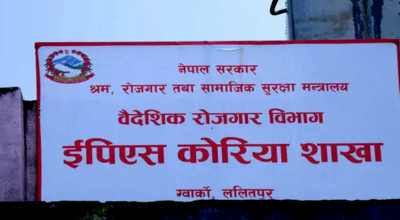 नेपाल सरकार
श्रम, रोजगार तथा सामाजिक सुरक्षा मन्त्रालय
वैदेशिक रोजगार विभाग
ईपिएस कोरिया शाखा
ग्वार्को, ललितपुर